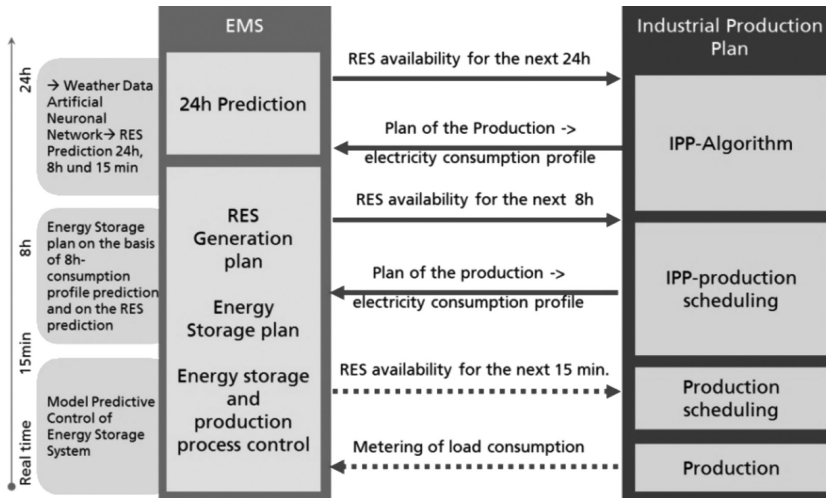 24h
8h
15min
Real time
→ Weather Data
Artificial
Neuronal
Network→ RES
Prediction 24h,
8h und 15 min
Energy Storage
plan on the basis
of 8h-
consumption
profile prediction
and on the RES
prediction
Model Predictive
Control of
Energy Storage
System
EMS
24h Prediction
RES
Generation
plan
Energy
Storage plan
Energy storage
and
production
process control
RES availability for the next 24h
Plan of the Production ->
electricity consumption profile
RES availability for the next 8h
Plan of the production ->
electricity consumption profile
RES availability for the next 15 min.
Metering of load consumption
Industrial Production
Plan
IPP-Algorithm
IPP-production
scheduling
Production
scheduling
Production